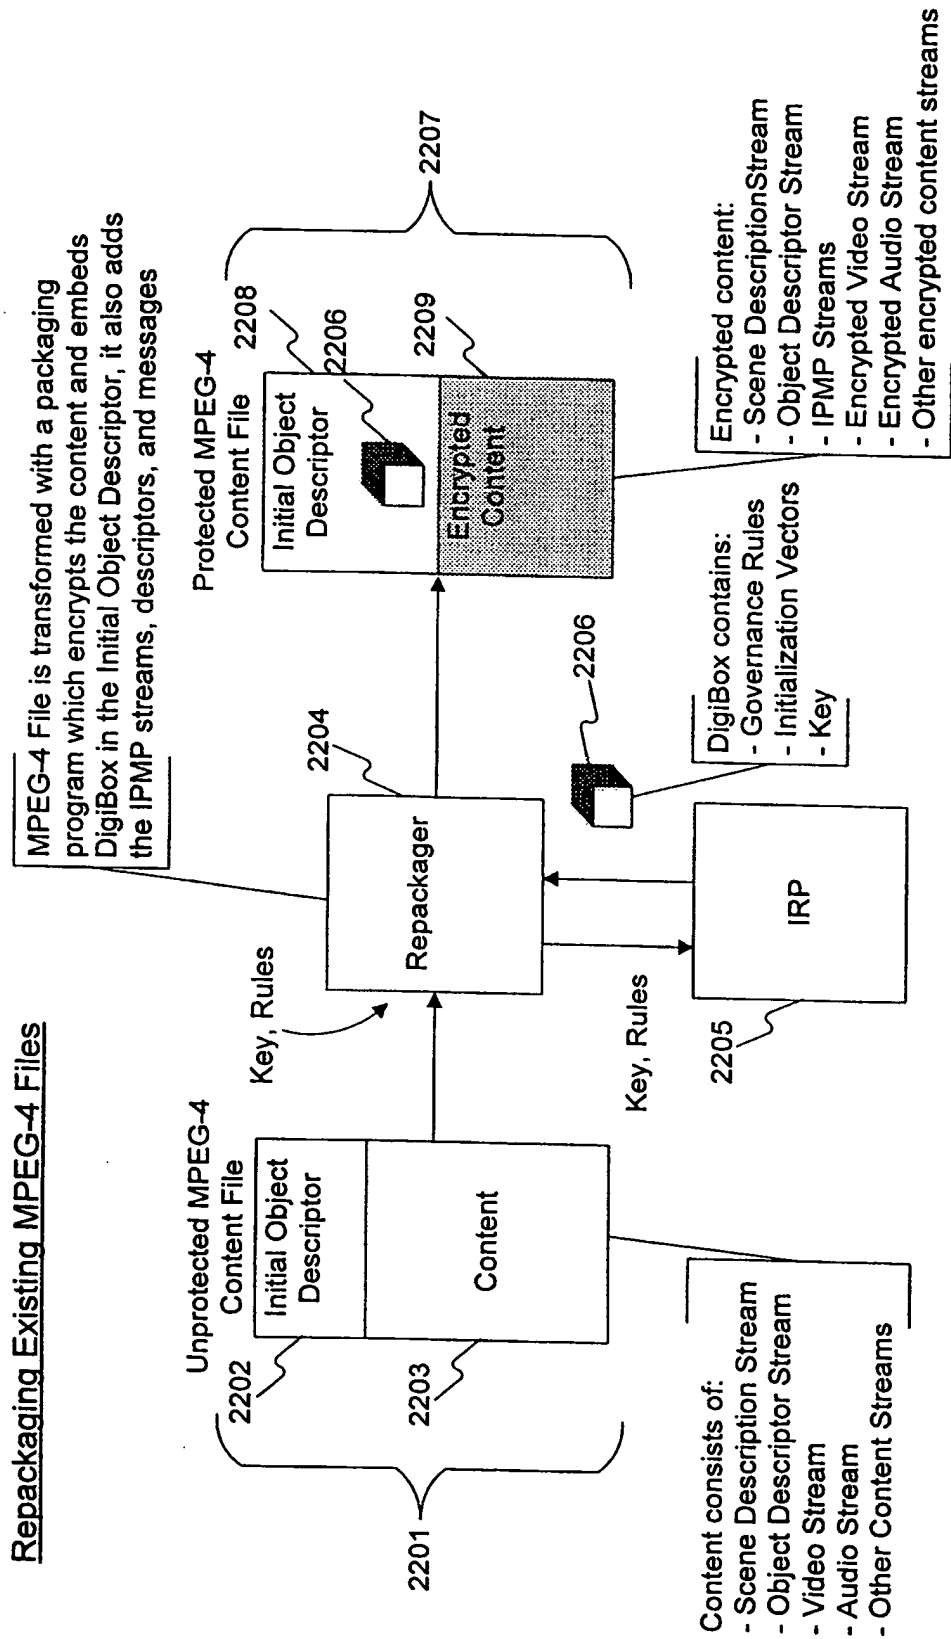 Repackaging Existing MPEG-4 Files
MPEG-4 File is transformed with a packaging
program which encrypts the content and embeds
DigiBox in the Initial Object Descriptor, it also adds
the IPMP streams, descriptors, and messages
Unprotected MPEG-4
Content File
Initial Object
Descriptor
Content
2201
2202
2203
Content consists of:
- Scene Description Stream
- Object Descriptor Stream
- Video Stream
- Audio Stream
- Other Content Streams
Key, Rules
Repackager
2204
Key, Rules
IRP
2205
2206
DigiBox contains:
- Governance Rules
- Initialization Vectors
- Key
Protected MPEG-4
Content File
Initial Object
Descriptor
Encrypted
Content
2208
2206
2209
2207
Encrypted content:
- Scene DescriptionStream
- Object Descriptor Stream
- IPMP Streams
- Encrypted Video Stream
- Encrypted Audio Stream
- Other encrypted content streams